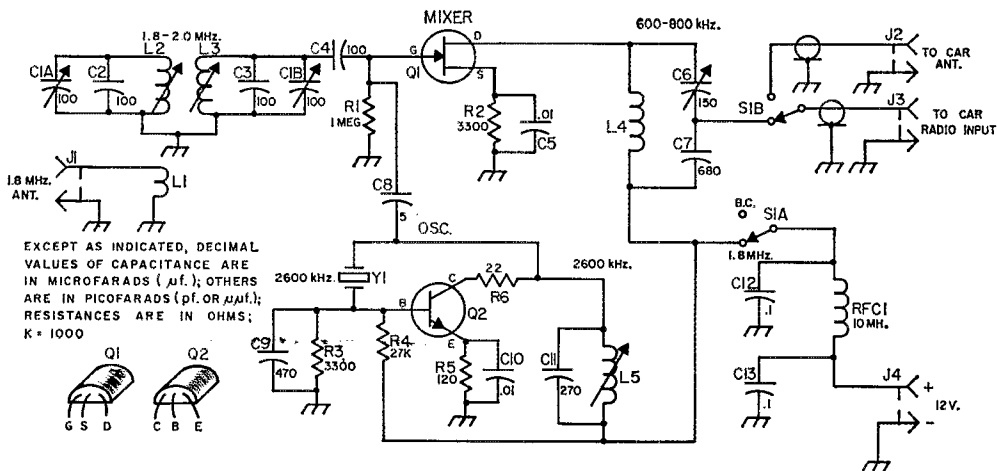 MIXER
1.8-2.0 MHz.
L2
L3
C4
100
G
D
S
Q1
600-800 kHz.
J2
TO CAR
ANT.
C1A
100
C2
100
C3
100
C1B
100
R1
1 MEG
R2
3300
.01
C5
L4
C6
150
C7
680
S1B
J3
TO CAR
RADIO INPUT
J1
1.8 MHz.
ANT.
L1
C8
5
OSC.
B.C.
S1A
1.8MHz.
EXCEPT AS INDICATED, DECIMAL
VALUES OF CAPACITANCE ARE
IN MICROFARADS ( µf. ); OTHERS
ARE IN PICOFARADS ( pf. OR µµf.);
RESISTANCES ARE IN OHMS;
K = 1000
2600 kHz.
Y1
C
B
E
Q2
22
R6
2600 kHz.
C12
.1
RFC1
10 MH.
C9
470
R3
3300
R4
27K
R5
120
C10
.01
C11
270
L5
C13
.1
J4
+
12V.
-
Q1
Q2
G S D
C B E